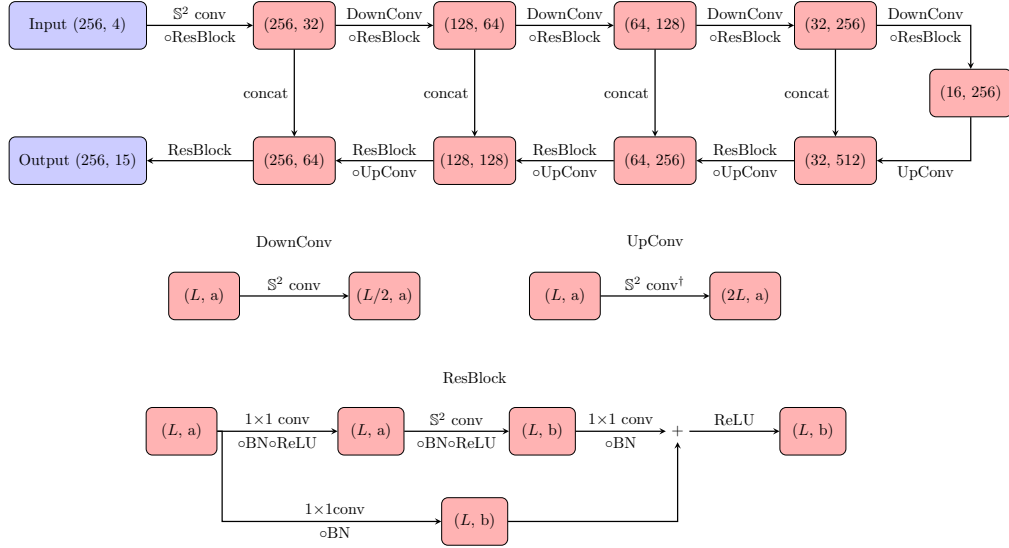 Input (256, 4)
𝕊² conv
∘ResBlock
(256, 32)
DownConv
∘ResBlock
(128, 64)
DownConv
∘ResBlock
(64, 128)
DownConv
∘ResBlock
(32, 256)
DownConv
∘ResBlock
(16, 256)
concat
concat
concat
concat
Output (256, 15)
ResBlock
(256, 64)
ResBlock
∘UpConv
(128, 128)
ResBlock
∘UpConv
(64, 256)
ResBlock
∘UpConv
(32, 512)
UpConv
DownConv
(L, a)
𝕊² conv
(L/2, a)
UpConv
(L, a)
𝕊² conv†
(2L, a)
ResBlock
(L, a)
1×1 conv
∘BN∘ReLU
(L, a)
𝕊² conv
∘BN∘ReLU
(L, b)
1×1 conv
∘BN
+
ReLU
(L, b)
1×1conv
∘BN
(L, b)